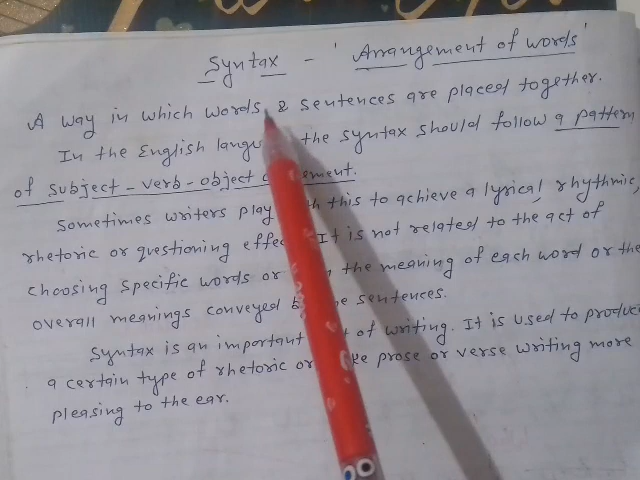 Syntax - 'Arrangement of words'
A way in which words & sentences are placed together.
In the English the syntax should follow a pattern
of subject-verb-object
Sometimes writers play this to achieve a lyrical, rhythmic,
rhetoric or questioning It is not related to the act of
choosing specific words or the meaning of each word or the
overall meanings conveyed sentences.
Syntax is an important of writing. It is used to produce
a certain type of rhetoric or prose or verse writing more
pleasing to the ear.